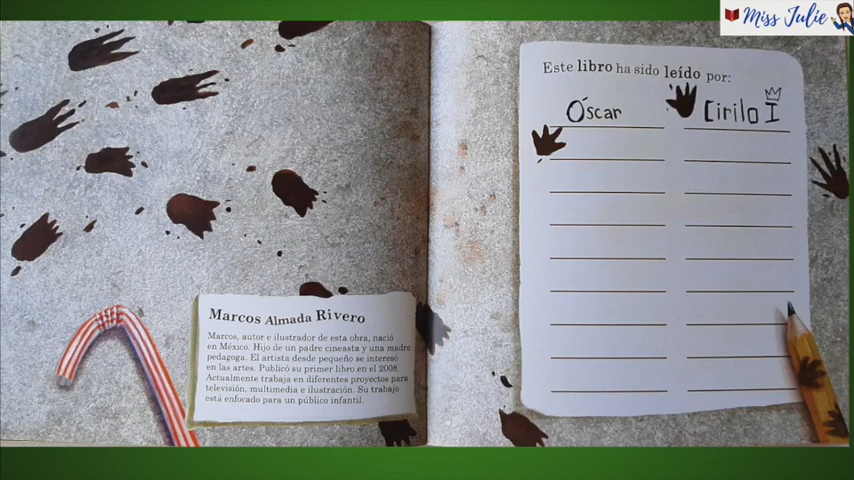 Miss Julie
Marcos Almada Rivero
Marcos, autor e ilustrador de esta obra, nació
en México. Hijo de un padre cineasta y una madre
pedagoga. El artista desde pequeño se interesó
en las artes. Publicó su primer libro en el 2008.
Actualmente trabaja en diferentes proyectos para
televisión, multimedia e ilustración. Su trabajo
está enfocado para un público infantil.
Este libro ha sido leído por:
Óscar
Cirilo I